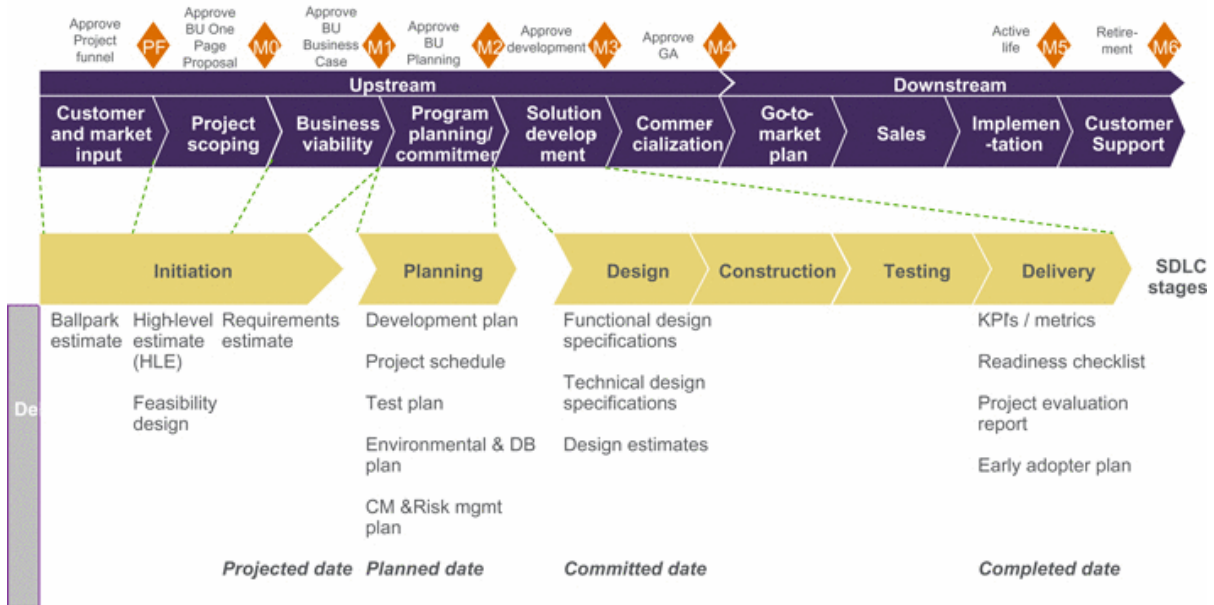 Approve
Project
funnel
PF
Approve
BU One
Page
Proposal
M0
Approve
BU
Business
Case
M1
Approve
BU
Planning
M2
Approve
development
M3
Approve
GA
M4
Active
life
M5
Retire-
ment
M6
Upstream
Downstream
Customer
and market
input
Project
scoping
Business
viability
Program
planning/
commitmer
Solution
develop-
ment
Commer-
cialization
Go-to-
market
plan
Sales
Implemen
-tation
Customer
Support
Initiation
Planning
Design
Construction
Testing
Delivery
SDLC
stages
De
Ballpark
estimate
High-level
estimate
(HLE)
Feasibility
design
Requirements
estimate
Development plan
Project schedule
Test plan
Environmental & DB
plan
CM &Risk mgmt
plan
Functional design
specifications
Technical design
specifications
Design estimates
KPI's / metrics
Readiness checklist
Project evaluation
report
Early adopter plan
Projected date
Planned date
Committed date
Completed date